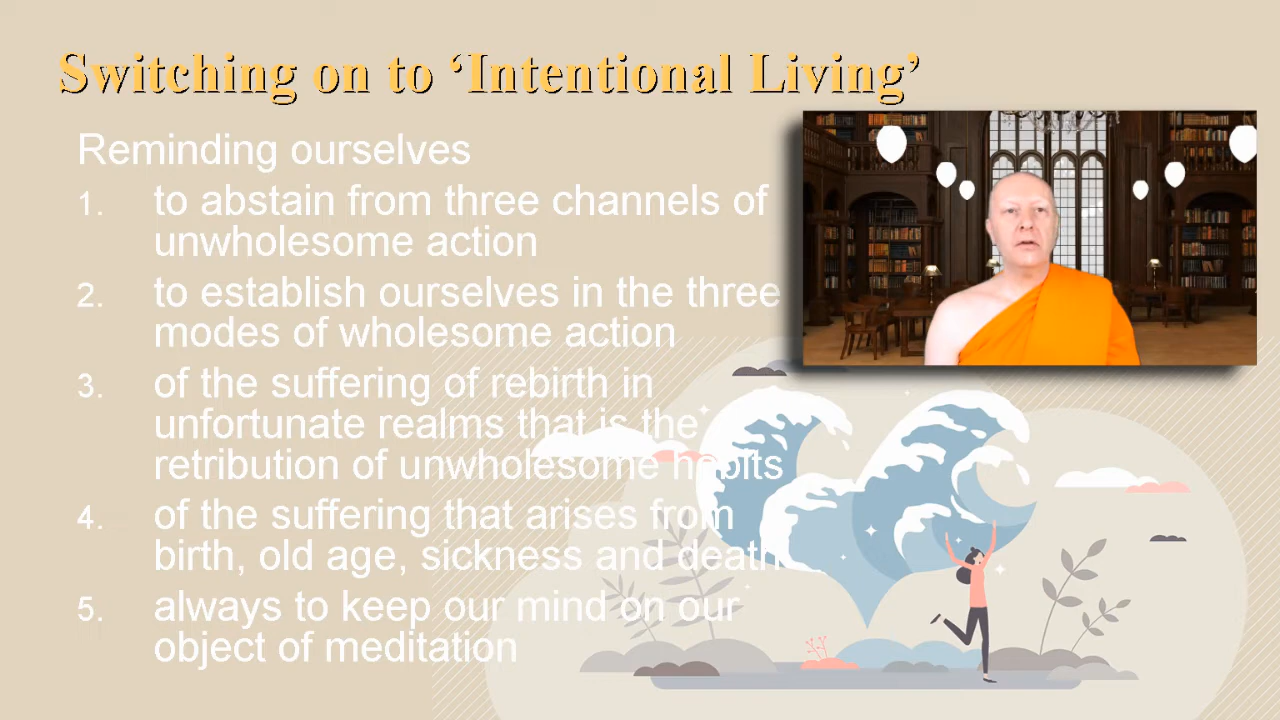 Switching on to ‘Intentional Living’
Reminding ourselves
1. to abstain from three channels of
unwholesome action
2. to establish ourselves in the three
modes of wholesome action
3. of the suffering of rebirth in
unfortunate realms that is the
retribution of unwholesome habits
4. of the suffering that arises from
birth, old age, sickness and death
5. always to keep our mind on our
object of meditation